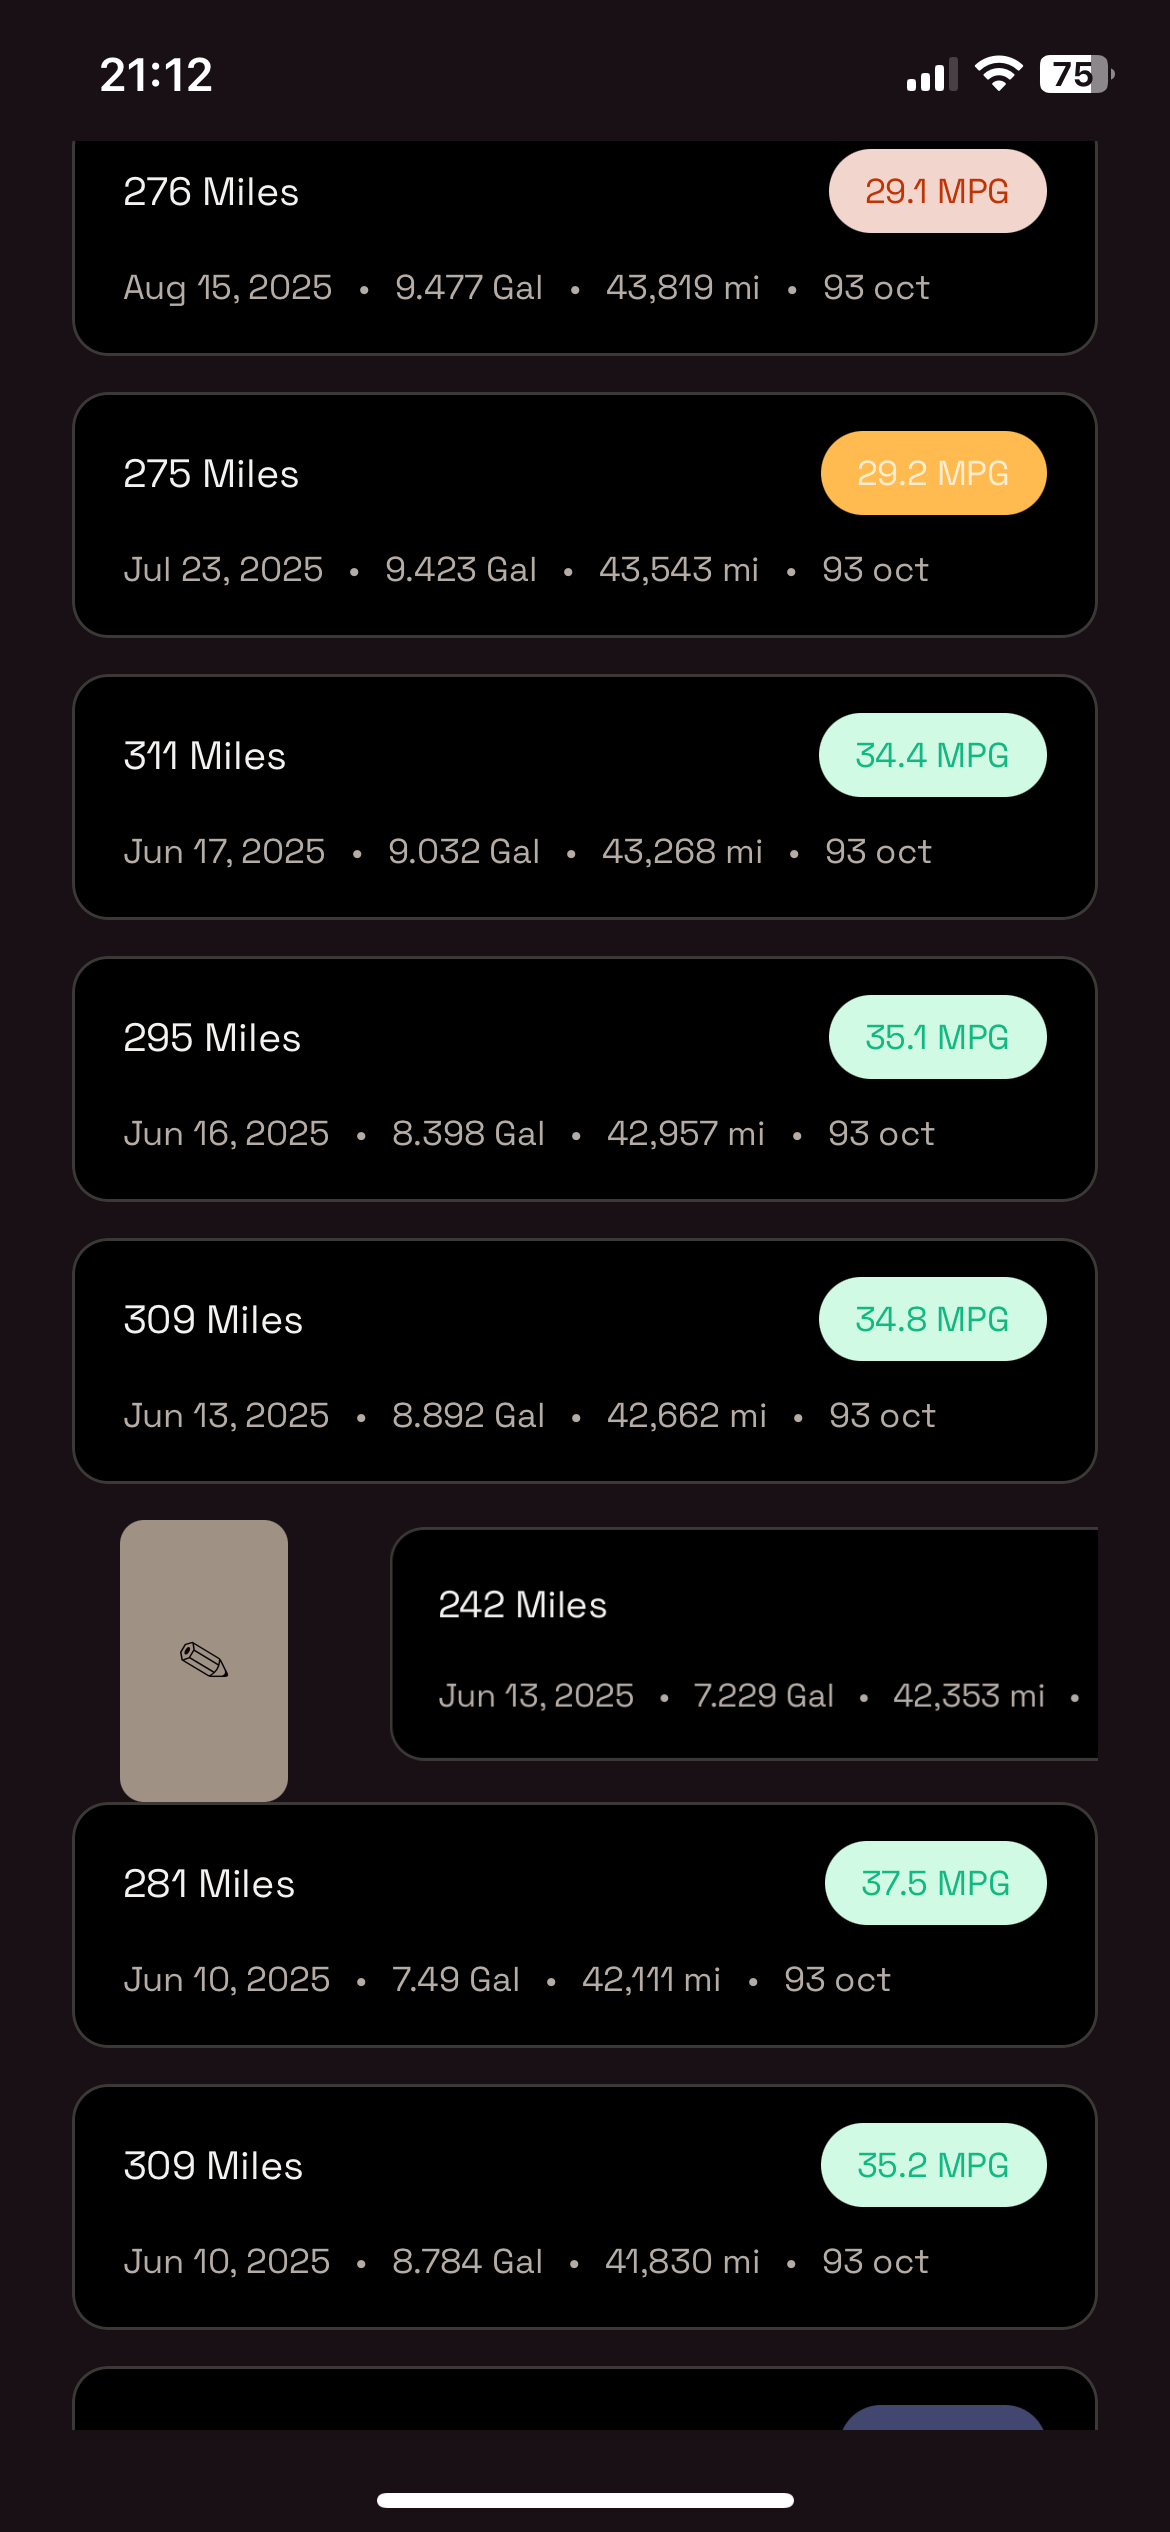 21:12
75
276 Miles
29.1 MPG
Aug 15, 2025 • 9.477 Gal • 43,819 mi • 93 oct
275 Miles
29.2 MPG
Jul 23, 2025 • 9.423 Gal • 43,543 mi • 93 oct
311 Miles
34.4 MPG
Jun 17, 2025 • 9.032 Gal • 43,268 mi • 93 oct
295 Miles
35.1 MPG
Jun 16, 2025 • 8.398 Gal • 42,957 mi • 93 oct
309 Miles
34.8 MPG
Jun 13, 2025 • 8.892 Gal • 42,662 mi • 93 oct
242 Miles
Jun 13, 2025 • 7.229 Gal • 42,353 mi •
281 Miles
37.5 MPG
Jun 10, 2025 • 7.49 Gal • 42,111 mi • 93 oct
309 Miles
35.2 MPG
Jun 10, 2025 • 8.784 Gal • 41,830 mi • 93 oct